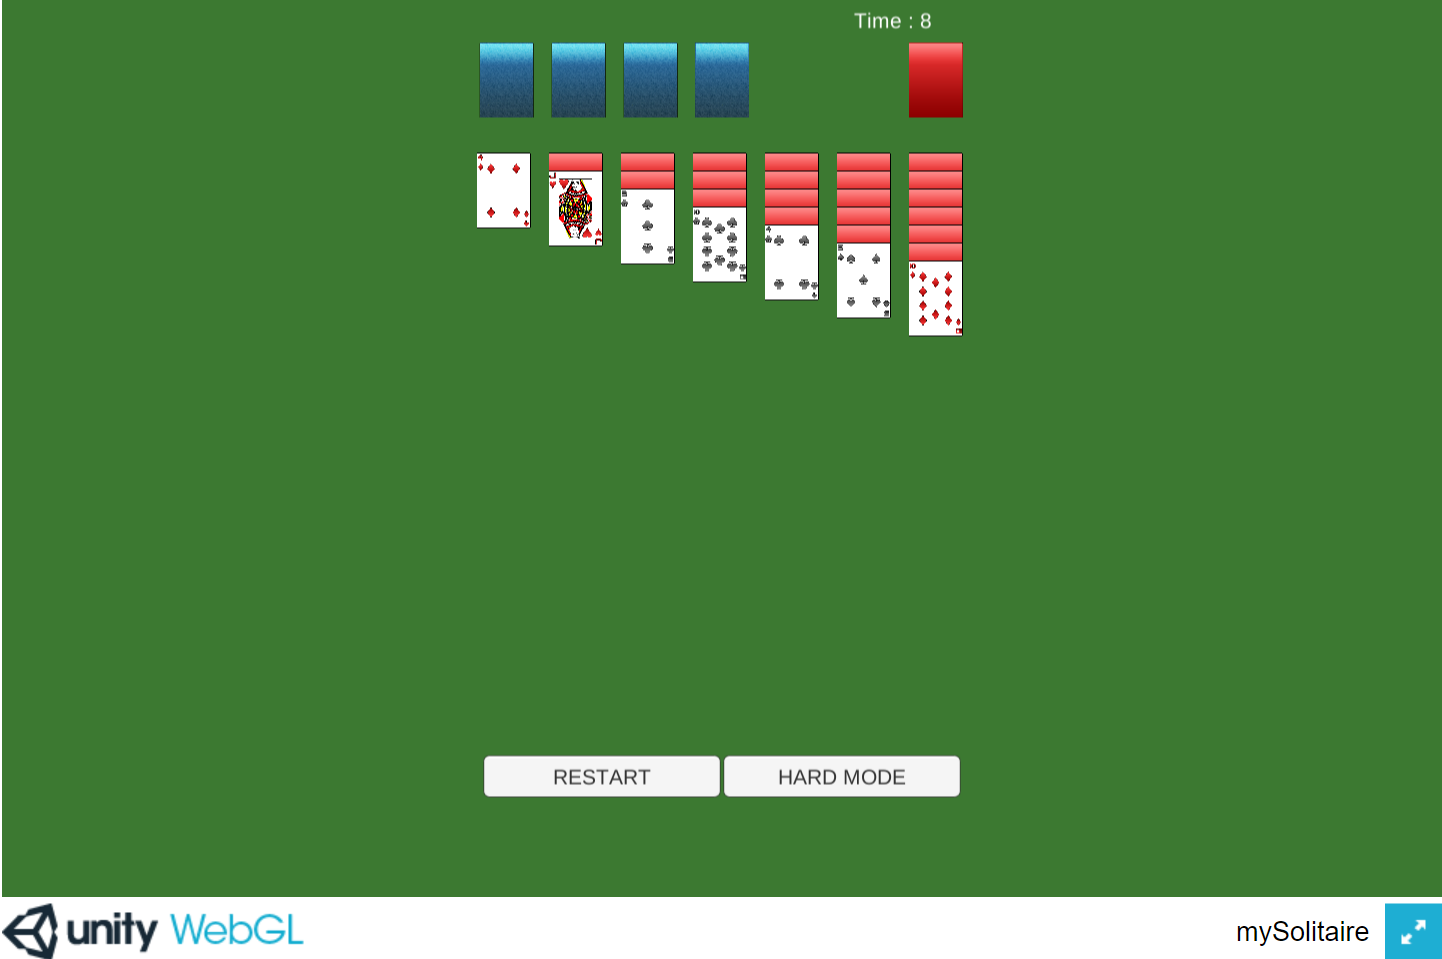 Time : 8
RESTART
HARD MODE
unity WebGL
mySolitaire